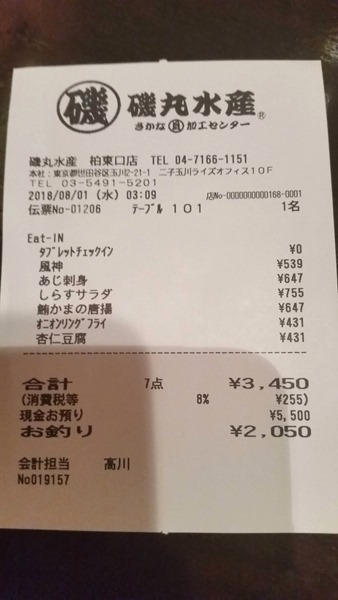 磯 磯丸水産®
さかな 貝 加工センター
磯丸水産 柏東口店 TEL 04-7166-1151
本社:東京都世田谷区玉川2-21-1 二子玉川ライズオフィス10F
TEL 03-5491-5201
2018/08/01 (水) 03:09 店No-0000000000168-0001
伝票No-01206 ﾃｰﾌﾞﾙ 101 1名
Eat-IN
ﾀﾌﾞﾚｯﾄﾁｪｯｸｲﾝ ¥0
風神 ¥539
あじ刺身 ¥647
しらすサラダ ¥755
鮪かまの唐揚 ¥647
ｵﾆｵﾝﾘﾝｸﾞﾌﾗｲ ¥431
杏仁豆腐 ¥431
合計 7点 ¥3,450
(消費税等 8% ¥255)
現金お預り ¥5,500
お釣り ¥2,050
会計担当 高川
No019157